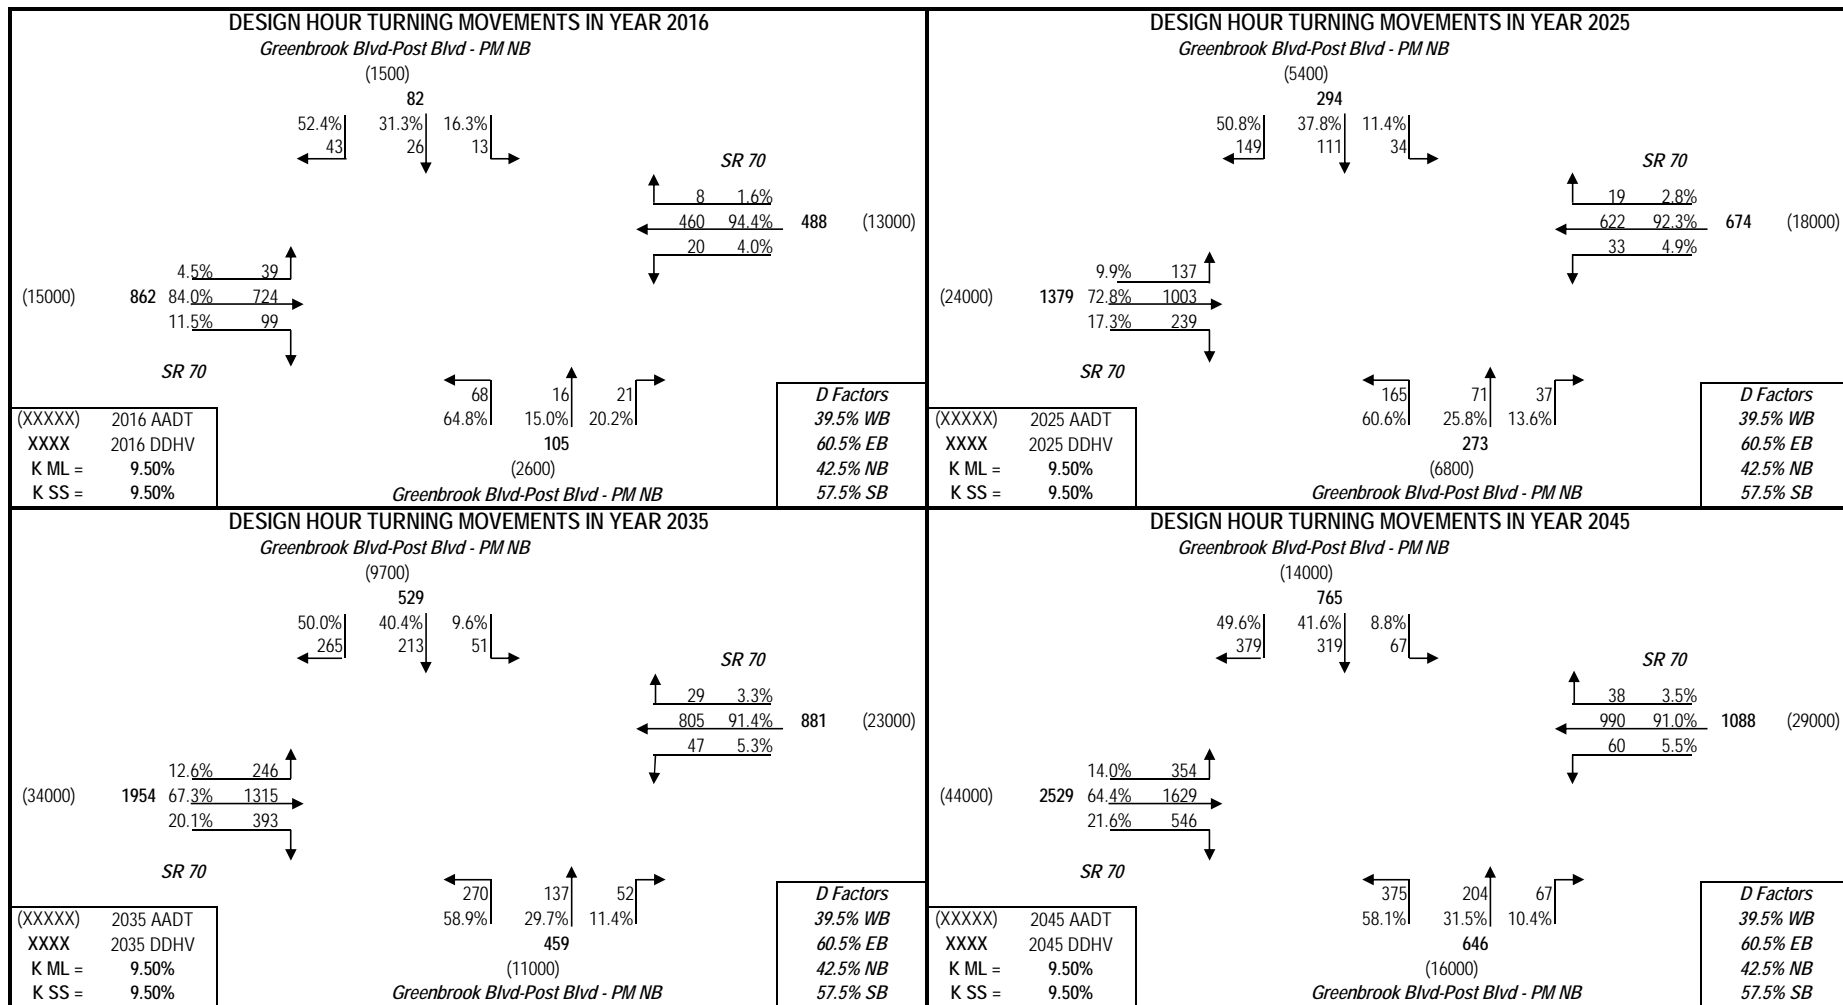 DESIGN HOUR TURNING MOVEMENTS IN YEAR 2016
Greenbrook Blvd-Post Blvd - PM NB
(1500)
82
52.4% 31.3% 16.3%
43 26 13
SR 70
8 1.6%
460 94.4% 488 (13000)
20 4.0%
4.5% 39
(15000) 862 84.0% 724
11.5% 99
SR 70
68 16 21
64.8% 15.0% 20.2%
105
(2600)
Greenbrook Blvd-Post Blvd - PM NB
(XXXXX) 2016 AADT
XXXX 2016 DDHV
K ML = 9.50%
K SS = 9.50%
D Factors
39.5% WB
60.5% EB
42.5% NB
57.5% SB
DESIGN HOUR TURNING MOVEMENTS IN YEAR 2025
Greenbrook Blvd-Post Blvd - PM NB
(5400)
294
50.8% 37.8% 11.4%
149 111 34
SR 70
19 2.8%
622 92.3% 674 (18000)
33 4.9%
9.9% 137
(24000) 1379 72.8% 1003
17.3% 239
SR 70
165 71 37
60.6% 25.8% 13.6%
273
(6800)
Greenbrook Blvd-Post Blvd - PM NB
(XXXXX) 2025 AADT
XXXX 2025 DDHV
K ML = 9.50%
K SS = 9.50%
D Factors
39.5% WB
60.5% EB
42.5% NB
57.5% SB
DESIGN HOUR TURNING MOVEMENTS IN YEAR 2035
Greenbrook Blvd-Post Blvd - PM NB
(9700)
529
50.0% 40.4% 9.6%
265 213 51
SR 70
29 3.3%
805 91.4% 881 (23000)
47 5.3%
12.6% 246
(34000) 1954 67.3% 1315
20.1% 393
SR 70
270 137 52
58.9% 29.7% 11.4%
459
(11000)
Greenbrook Blvd-Post Blvd - PM NB
(XXXXX) 2035 AADT
XXXX 2035 DDHV
K ML = 9.50%
K SS = 9.50%
D Factors
39.5% WB
60.5% EB
42.5% NB
57.5% SB
DESIGN HOUR TURNING MOVEMENTS IN YEAR 2045
Greenbrook Blvd-Post Blvd - PM NB
(14000)
765
49.6% 41.6% 8.8%
379 319 67
SR 70
38 3.5%
990 91.0% 1088 (29000)
60 5.5%
14.0% 354
(44000) 2529 64.4% 1629
21.6% 546
SR 70
375 204 67
58.1% 31.5% 10.4%
646
(16000)
Greenbrook Blvd-Post Blvd - PM NB
(XXXXX) 2045 AADT
XXXX 2045 DDHV
K ML = 9.50%
K SS = 9.50%
D Factors
39.5% WB
60.5% EB
42.5% NB
57.5% SB